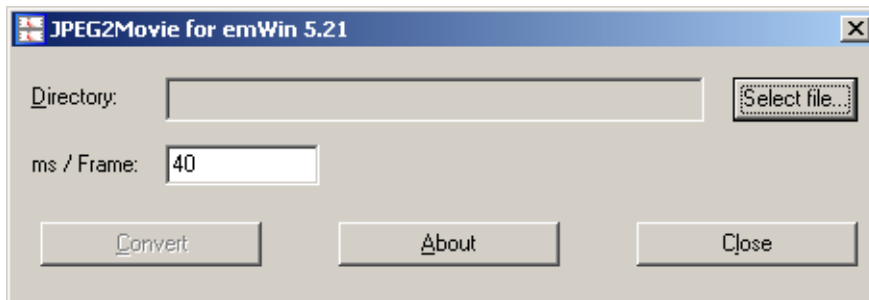 JPEG2Movie for emWin 5.21
Directory: Select file...
ms / Frame: 40
Convert About Close